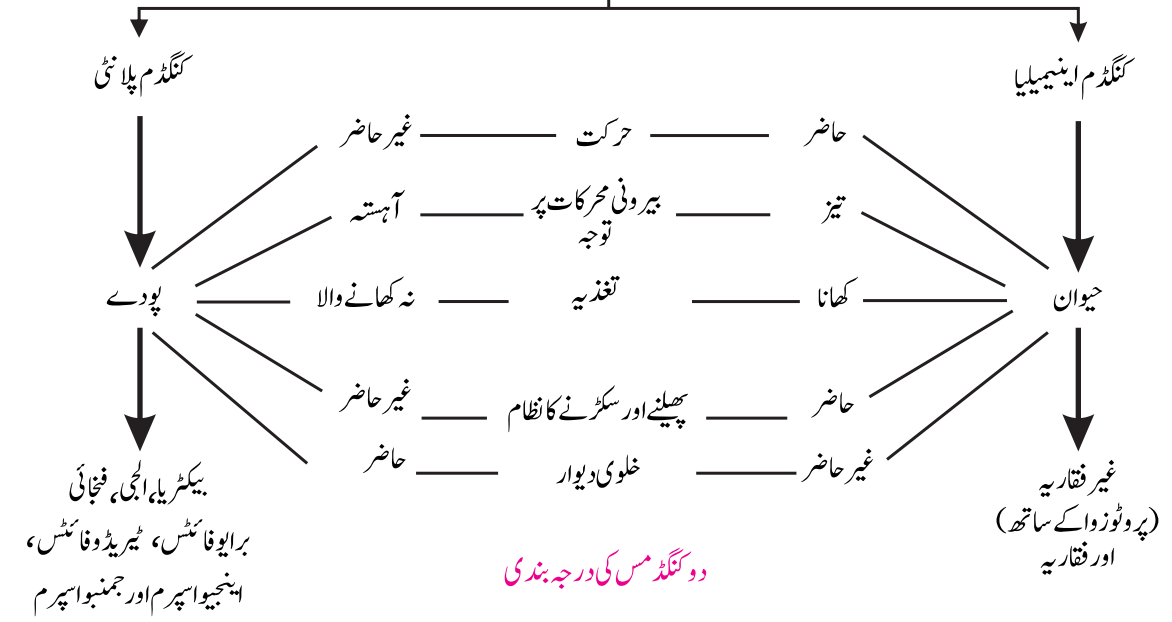 کنگڈم اینیمیلیا
کنگڈم پلانٹی
حاضر
حرکت
غیر حاضر
تیز
بیرونی محرکات پر
توجہ
آہستہ
حیوان
کھانا
تغذیہ
نہ کھانے والا
پودے
حاضر
پھیلنے اور سکڑنے کا نظام
غیر حاضر
غیر حاضر
خلوی دیوار
حاضر
غیر فقاریہ
(پروٹوزوا کے ساتھ)
اور فقاریہ
بیکٹریا، الجی، فنجائی
برایوفائٹس، ٹیریڈوفائٹس،
اینجیواسپرم اور جمنبواسپرم
دو کنگڈمس کی درجہ بندی